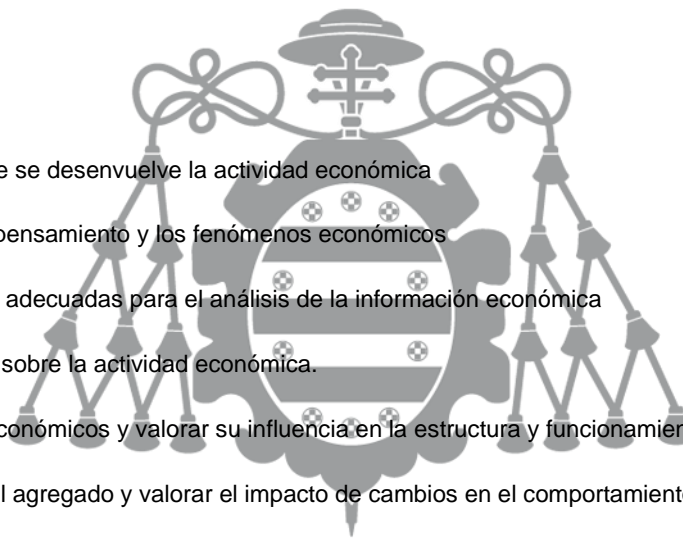 e se desenvuelve la actividad económica
pensamiento y los fenómenos económicos
adecuadas para el análisis de la información económica
sobre la actividad económica.
conómicos y valorar su influencia en la estructura y funcionamien
l agregado y valorar el impacto de cambios en el comportamiento